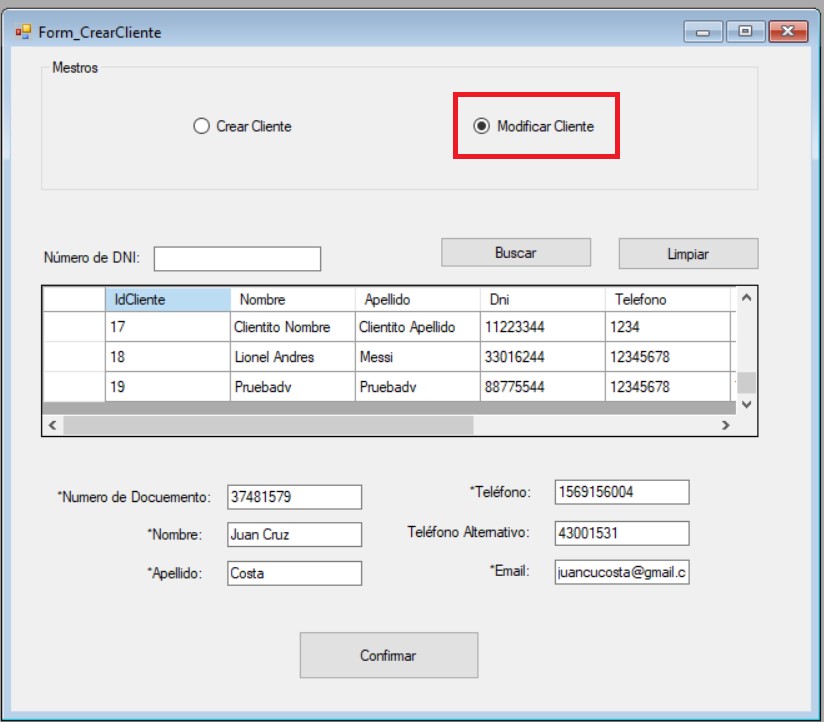 Form_CrearCliente
Mestros
Crear Cliente Modificar Cliente
Número de DNI: Buscar Limpiar
IdCliente Nombre Apellido Dni Telefono
17 Clientito Nombre Clientito Apellido 11223344 1234
18 Lionel Andres Messi 33016244 12345678
19 Pruebadv Pruebadv 88775544 12345678
*Numero de Docuemento: 37481579 *Teléfono: 1569156004
*Nombre: Juan Cruz Teléfono Alternativo: 43001531
*Apellido: Costa *Email: juancucosta@gmail.c
Confirmar